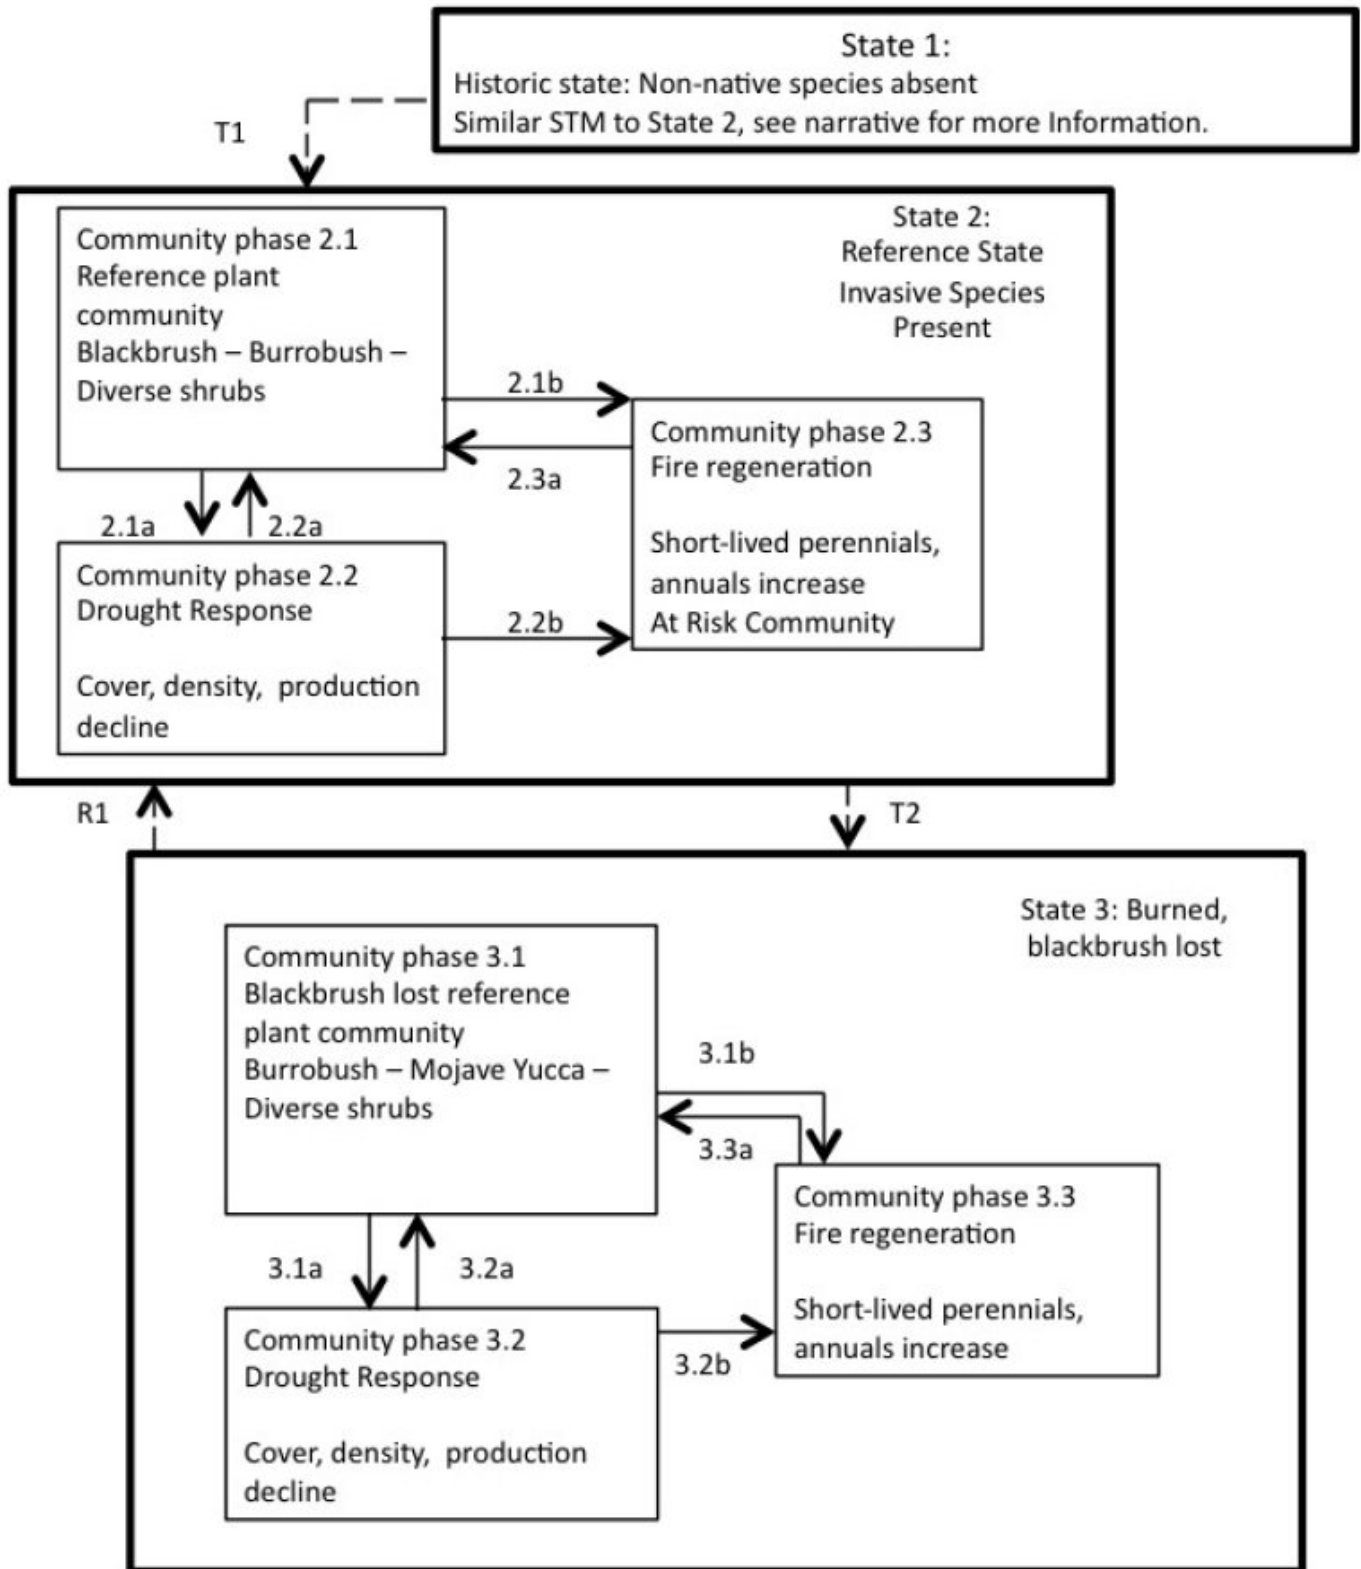 State 1:
Historic state: Non-native species absent
Similar STM to State 2, see narrative for more Information.
T1
State 2:
Reference State
Invasive Species
Present
Community phase 2.1
Reference plant
community
Blackbrush – Burrobush –
Diverse shrubs
2.1b
2.3a
Community phase 2.3
Fire regeneration
Short-lived perennials,
annuals increase
At Risk Community
2.1a
2.2a
Community phase 2.2
Drought Response
Cover, density,  production
decline
2.2b
R1
T2
State 3: Burned,
blackbrush lost
Community phase 3.1
Blackbrush lost reference
plant community
Burrobush – Mojave Yucca –
Diverse shrubs
3.1b
3.3a
Community phase 3.3
Fire regeneration
Short-lived perennials,
annuals increase
3.1a
3.2a
Community phase 3.2
Drought Response
Cover, density,  production
decline
3.2b